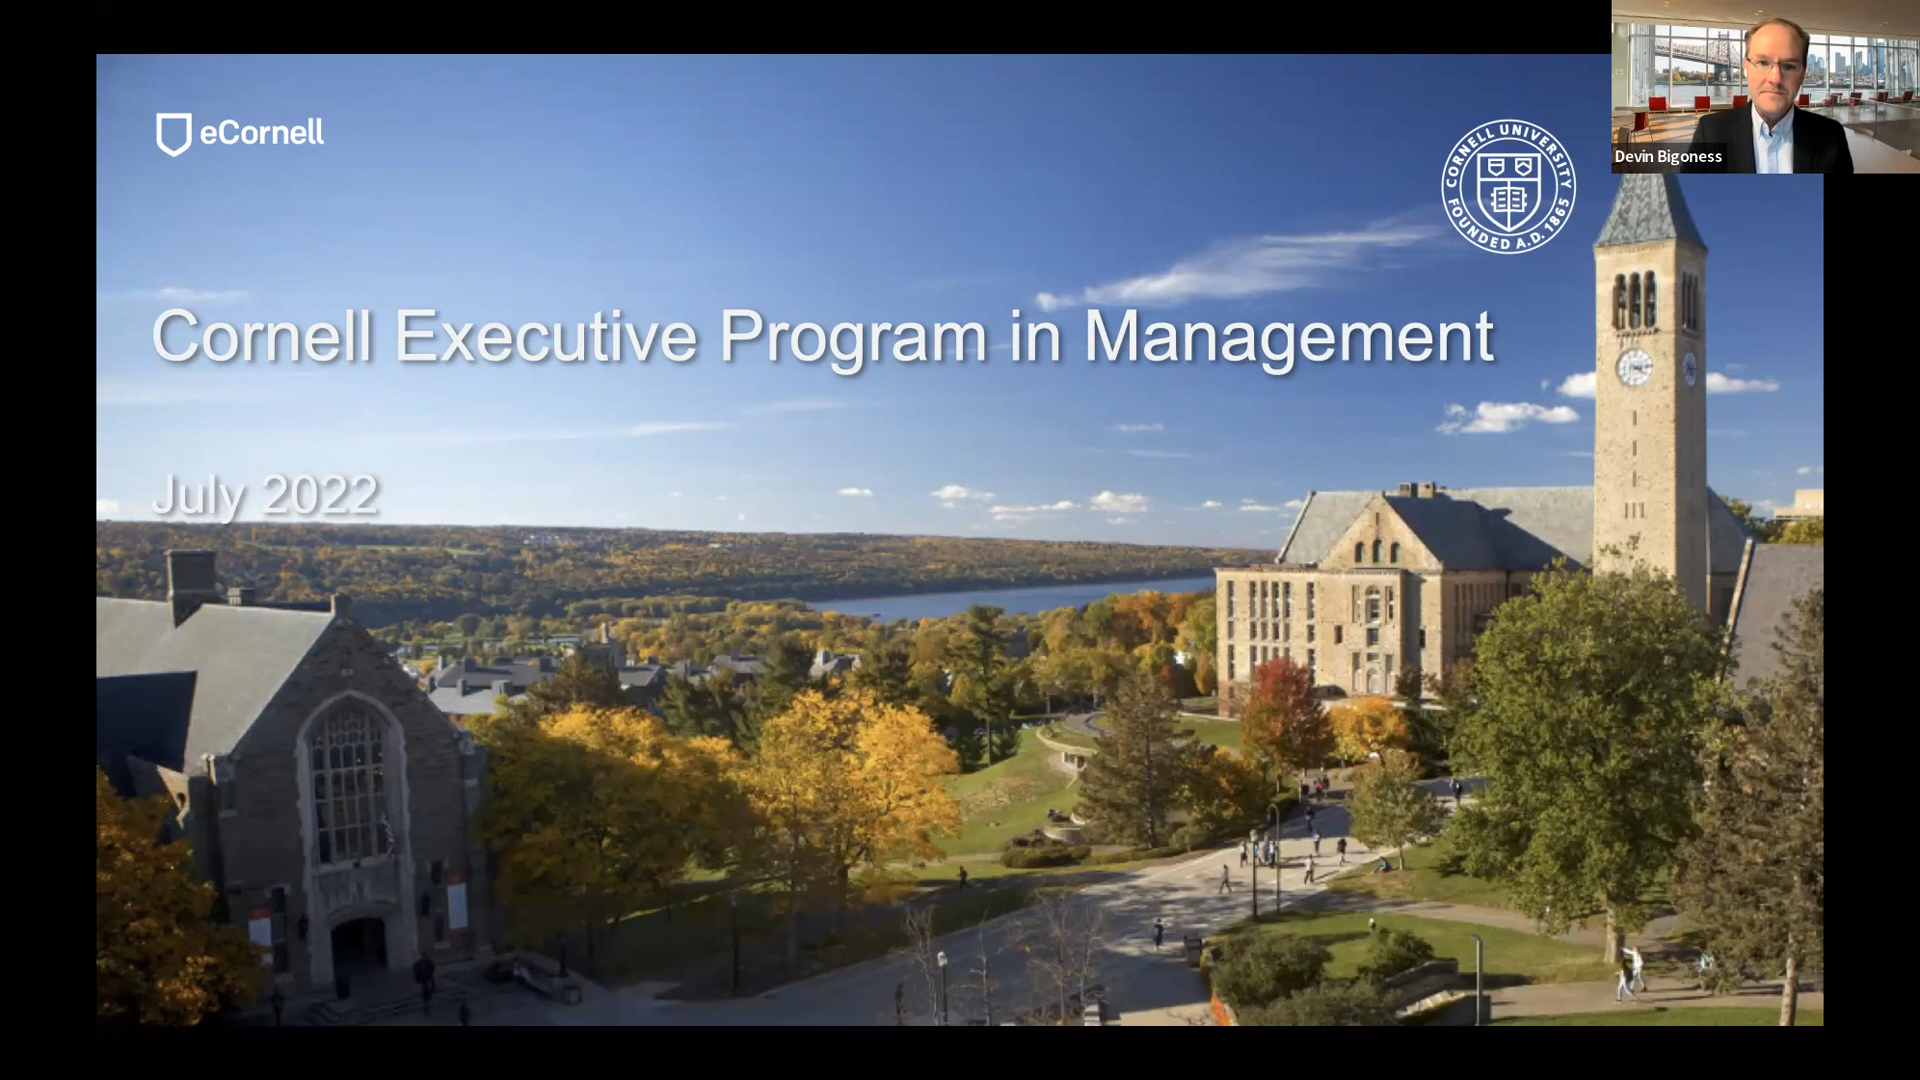 eCornell
CORNELL UNIVERSITY
FOUNDED A.D. 1865
Devin Bigoness
Cornell Executive Program in Management
July 2022